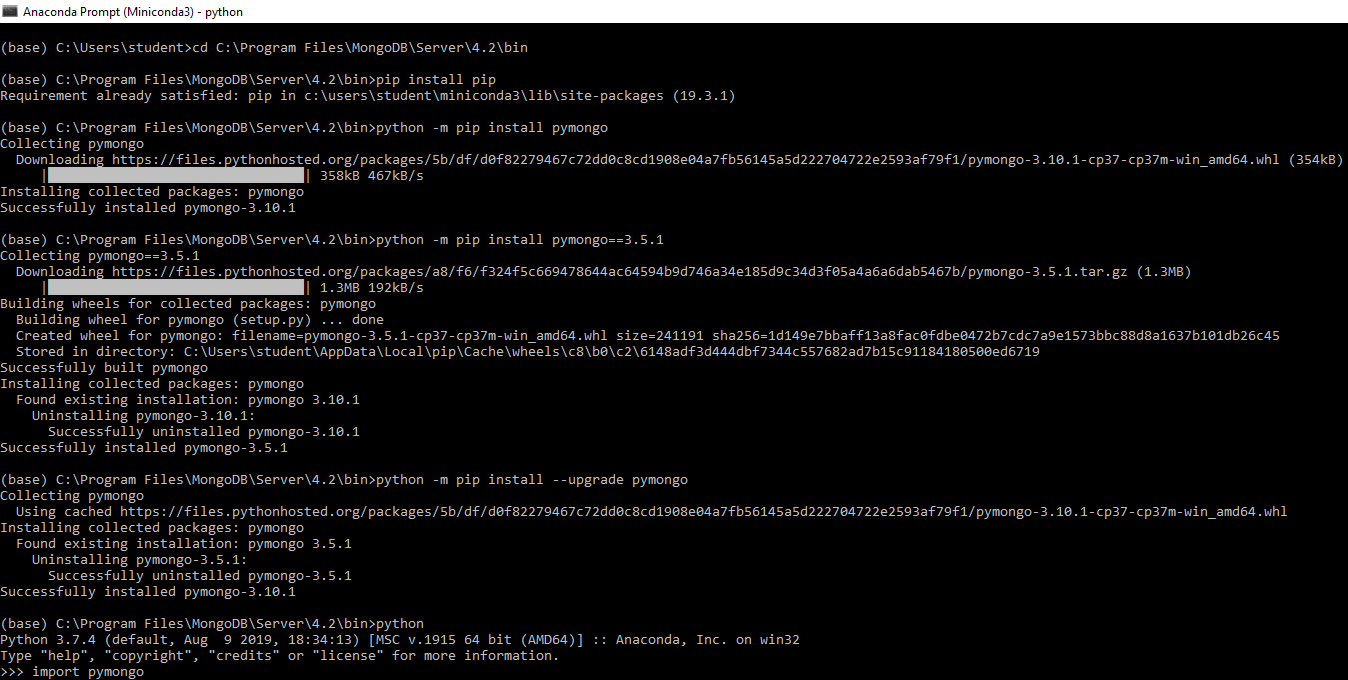 Anaconda Prompt (Miniconda3) - python
(base) C:\Users\student>cd C:\Program Files\MongoDB\Server\4.2\bin
(base) C:\Program Files\MongoDB\Server\4.2\bin>pip install pip
Requirement already satisfied: pip in c:\users\student\miniconda3\lib\site-packages (19.3.1)
(base) C:\Program Files\MongoDB\Server\4.2\bin>python -m pip install pymongo
Collecting pymongo
  Downloading https://files.pythonhosted.org/packages/5b/df/d0f82279467c72dd0c8cd1908e04a7fb56145a5d222704722e2593af79f1/pymongo-3.10.1-cp37-cp37m-win_amd64.whl (354kB)
     |████████████████████████████████| 358kB 467kB/s
Installing collected packages: pymongo
Successfully installed pymongo-3.10.1
(base) C:\Program Files\MongoDB\Server\4.2\bin>python -m pip install pymongo==3.5.1
Collecting pymongo==3.5.1
  Downloading https://files.pythonhosted.org/packages/a8/f6/f324f5c669478644ac64594b9d746a34e185d9c34d3f05a4a6a6dab5467b/pymongo-3.5.1.tar.gz (1.3MB)
     |████████████████████████████████| 1.3MB 192kB/s
Building wheels for collected packages: pymongo
  Building wheel for pymongo (setup.py) ... done
  Created wheel for pymongo: filename=pymongo-3.5.1-cp37-cp37m-win_amd64.whl size=241191 sha256=1d149e7bbaff13a8fac0fdbe0472b7cdc7a9e1573bbc88d8a1637b101db26c45
  Stored in directory: C:\Users\student\AppData\Local\pip\Cache\wheels\c8\b0\c2\6148adf3d444dbf7344c557682ad7b15c91184180500ed6719
Successfully built pymongo
Installing collected packages: pymongo
  Found existing installation: pymongo 3.10.1
    Uninstalling pymongo-3.10.1:
      Successfully uninstalled pymongo-3.10.1
Successfully installed pymongo-3.5.1
(base) C:\Program Files\MongoDB\Server\4.2\bin>python -m pip install --upgrade pymongo
Collecting pymongo
  Using cached https://files.pythonhosted.org/packages/5b/df/d0f82279467c72dd0c8cd1908e04a7fb56145a5d222704722e2593af79f1/pymongo-3.10.1-cp37-cp37m-win_amd64.whl
Installing collected packages: pymongo
  Found existing installation: pymongo 3.5.1
    Uninstalling pymongo-3.5.1:
      Successfully uninstalled pymongo-3.5.1
Successfully installed pymongo-3.10.1
(base) C:\Program Files\MongoDB\Server\4.2\bin>python
Python 3.7.4 (default, Aug  9 2019, 18:34:13) [MSC v.1915 64 bit (AMD64)] :: Anaconda, Inc. on win32
Type "help", "copyright", "credits" or "license" for more information.
>>> import pymongo